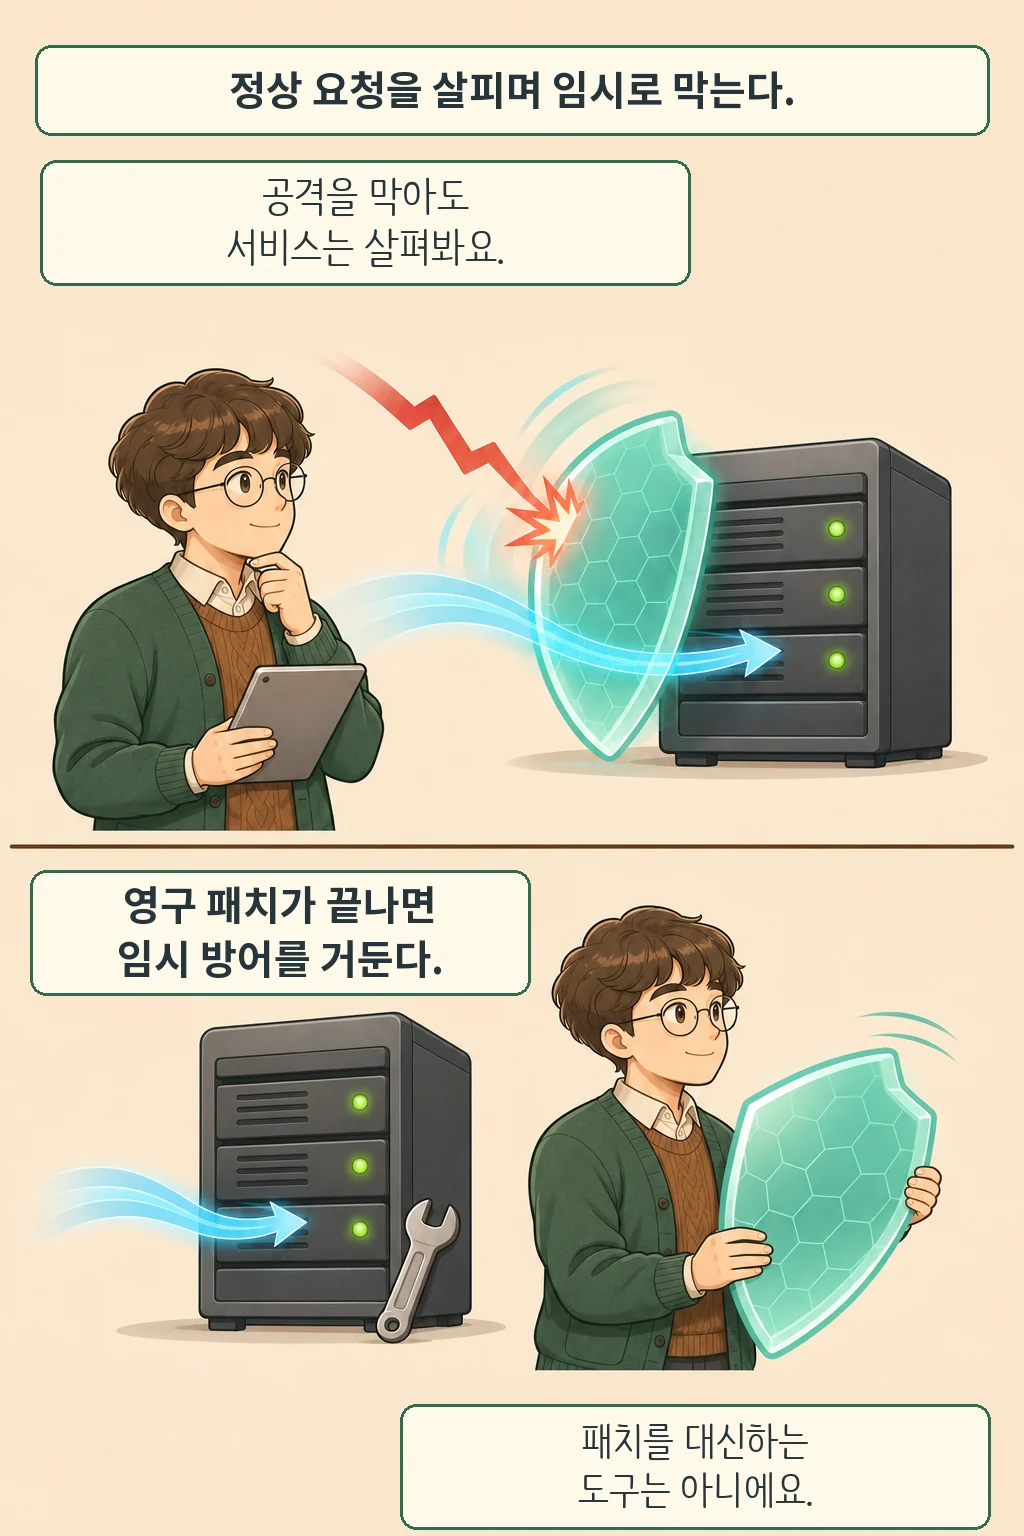 정상 요청을 살피며 임시로 막는다.
공격을 막아도
서비스는 살펴봐요.
영구 패치가 끝나면
임시 방어를 거둔다.
패치를 대신하는
도구는 아니에요.